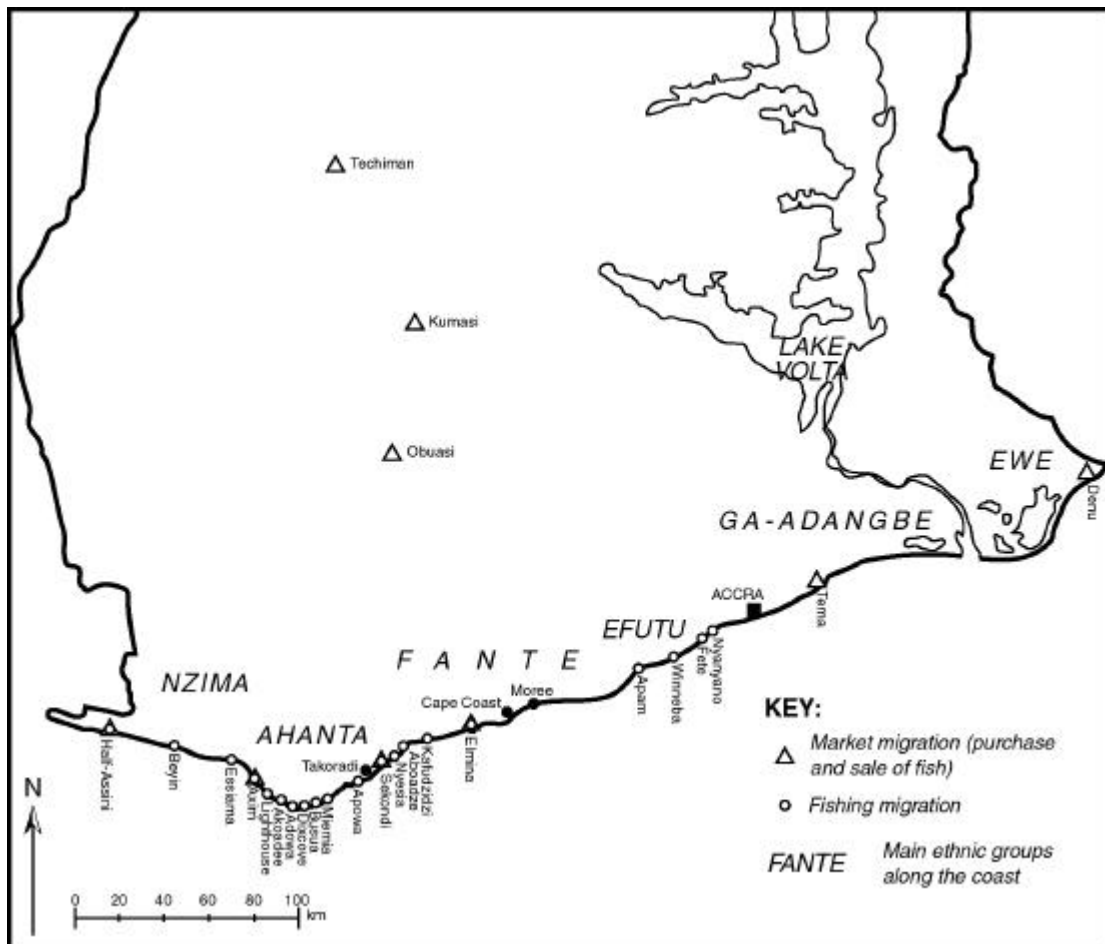 Techiman
Kumasi
LAKE
VOLTA
Obuasi
EWE
Denu
GA-ADANGBE
ACCRA
Tema
EFUTU
Nyanyano
Fete
Winneba
Apam
FANTE
Moree
Cape Coast
Elmina
NZIMA
AHANTA
Takoradi
Half-Assini
Beyin
Essiama
Axim
Lighthouse
Akoadee
Adowa
Dixcove
Busua
Miemia
Apowa
Sekondi
Nyesia
Aboadze
Kafudzidzi
KEY:
Market migration (purchase
and sale of fish)
Fishing migration
FANTE
Main ethnic groups
along the coast
N
0 20 40 60 80 100
km